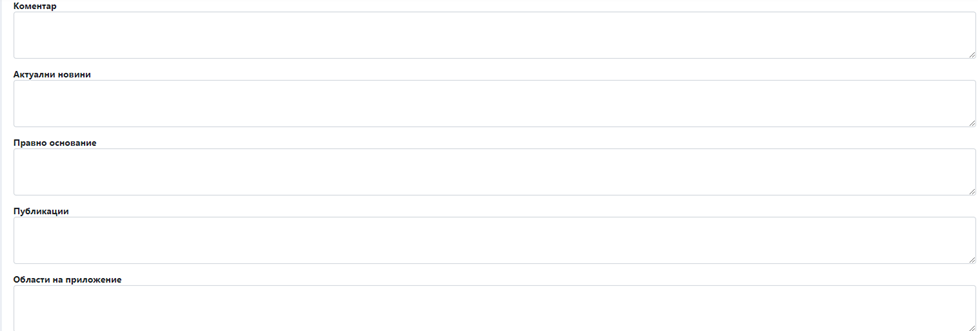 Коментар
Актуални новини
Правно основание
Публикации
Области на приложение